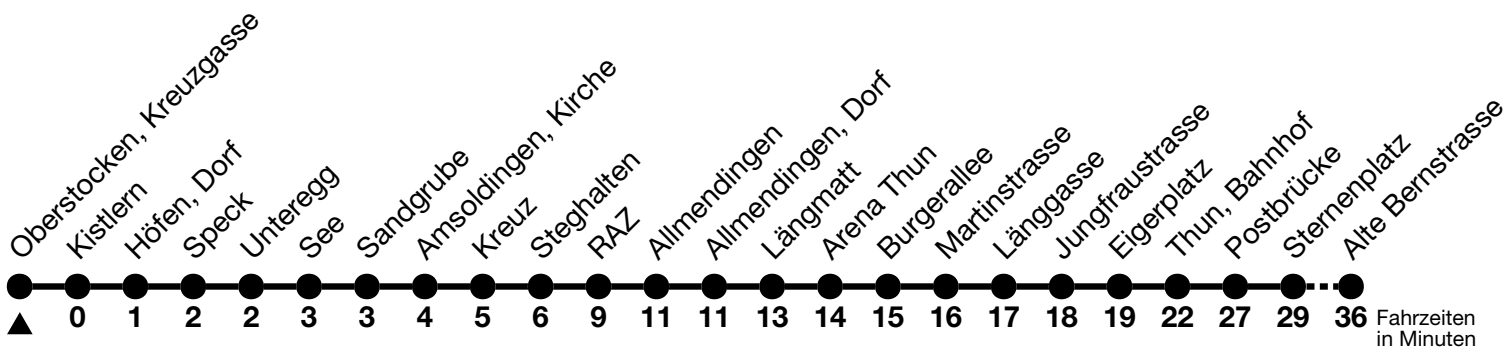 Oberstocken, Kreuzgasse
Kistlern
Höfen, Dorf
Speck
Unteregg
See
Sandgrube
Amsoldingen, Kirche
Kreuz
Steghalten
RAZ
Allmendingen
Allmendingen, Dorf
Längmatt
Arena Thun
Burgerallee
Martinstrasse
Länggasse
Jungfraustrasse
Eigerplatz
Thun, Bahnhof
Postbrücke
Sternenplatz
Alte Bernstrasse
0 1 2 2 3 3 4 5 6 9 11 11 13 14 15 16 17 18 19 22 27 29 36 Fahrzeiten
in Minuten